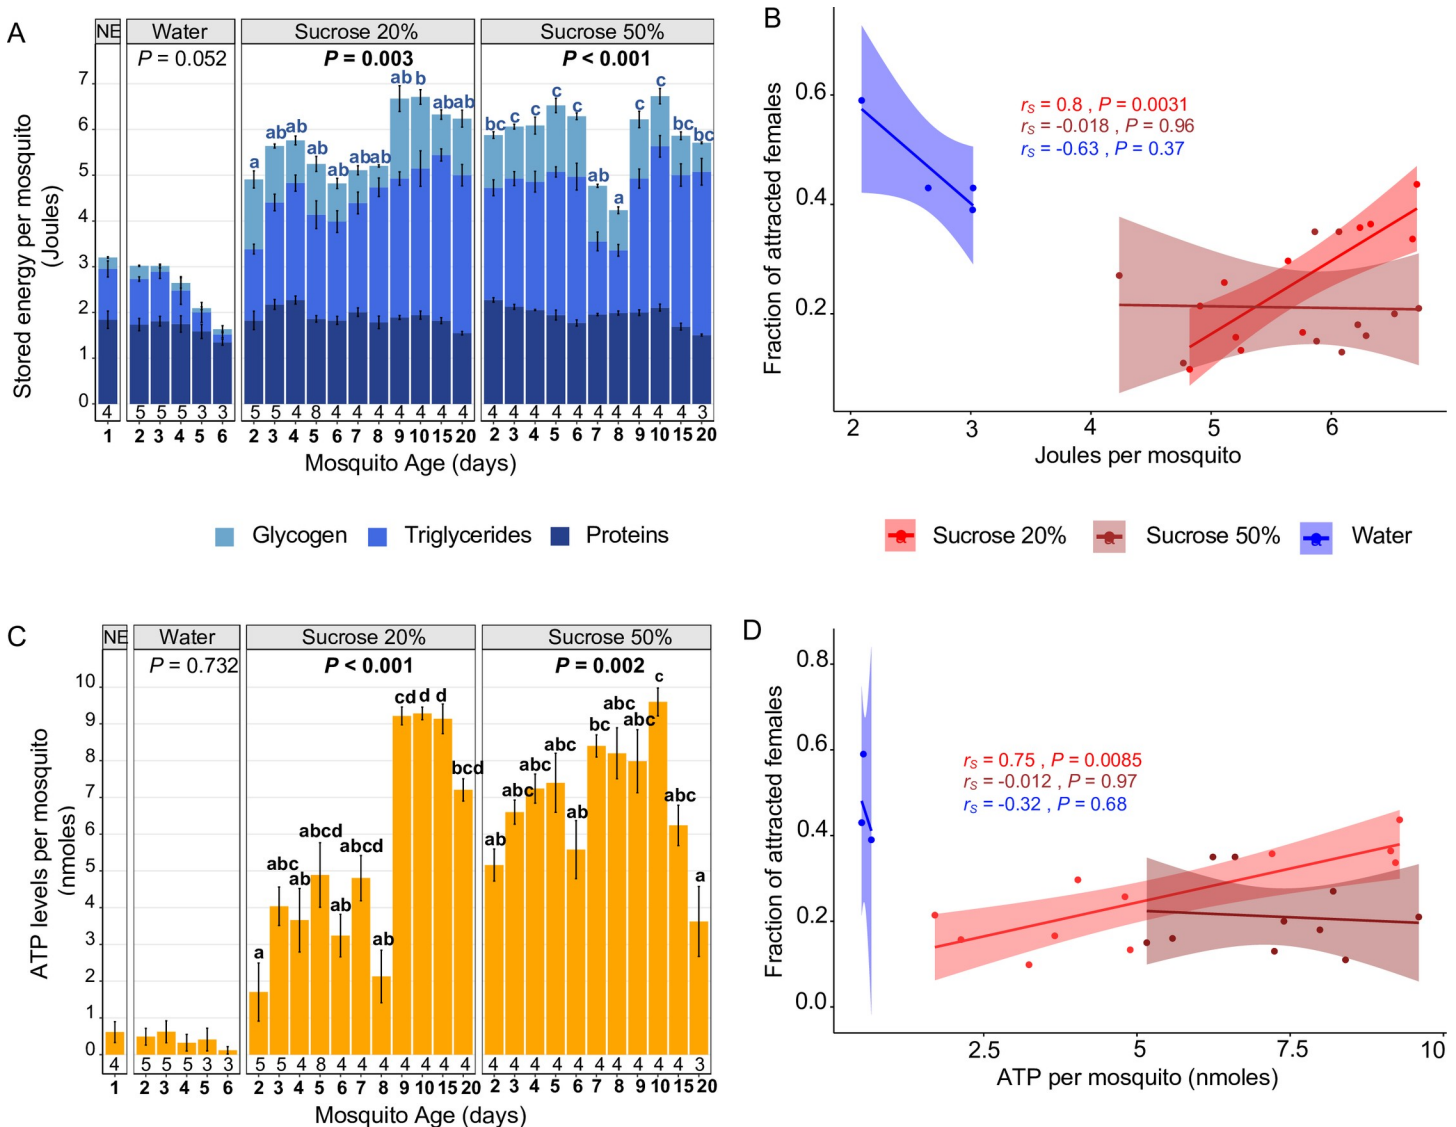 A
NE Water Sucrose 20% Sucrose 50%
P = 0.052 P = 0.003 P < 0.001
Stored energy per mosquito
(Joules)
7
6
5
4
3
2
1
0
a ab ab ab ab ab ab ab b ab ab
bc c c c c ab a c c bc bc
4 5 5 5 3 3 5 5 4 8 4 4 4 4 4 4 4 4 4 4 4 4 4 4 4 4 4 3
1 2 3 4 5 6 2 3 4 5 6 7 8 9 10 15 20 2 3 4 5 6 7 8 9 10 15 20
Mosquito Age (days)
Glycogen Triglycerides Proteins
B
Fraction of attracted females
0.6
0.4
0.2
rS = 0.8 , P = 0.0031
rS = -0.018 , P = 0.96
rS = -0.63 , P = 0.37
2 3 4 5 6
Joules per mosquito
Sucrose 20% Sucrose 50% Water
C
NE Water Sucrose 20% Sucrose 50%
P = 0.732 P < 0.001 P = 0.002
ATP levels per mosquito
(nmoles)
10
9
8
7
6
5
4
3
2
1
0
a abc ab abcd ab abcd ab cd d d bcd
ab abc abc abc ab bc abc abc c abc a
4 5 5 5 3 3 5 5 4 8 4 4 4 4 4 4 4 4 4 4 4 4 4 4 4 4 4 3
1 2 3 4 5 6 2 3 4 5 6 7 8 9 10 15 20 2 3 4 5 6 7 8 9 10 15 20
Mosquito Age (days)
D
Fraction of attracted females
0.8
0.6
0.4
0.2
0.0
rS = 0.75 , P = 0.0085
rS = -0.012 , P = 0.97
rS = -0.32 , P = 0.68
2.5 5 7.5 10
ATP per mosquito (nmoles)